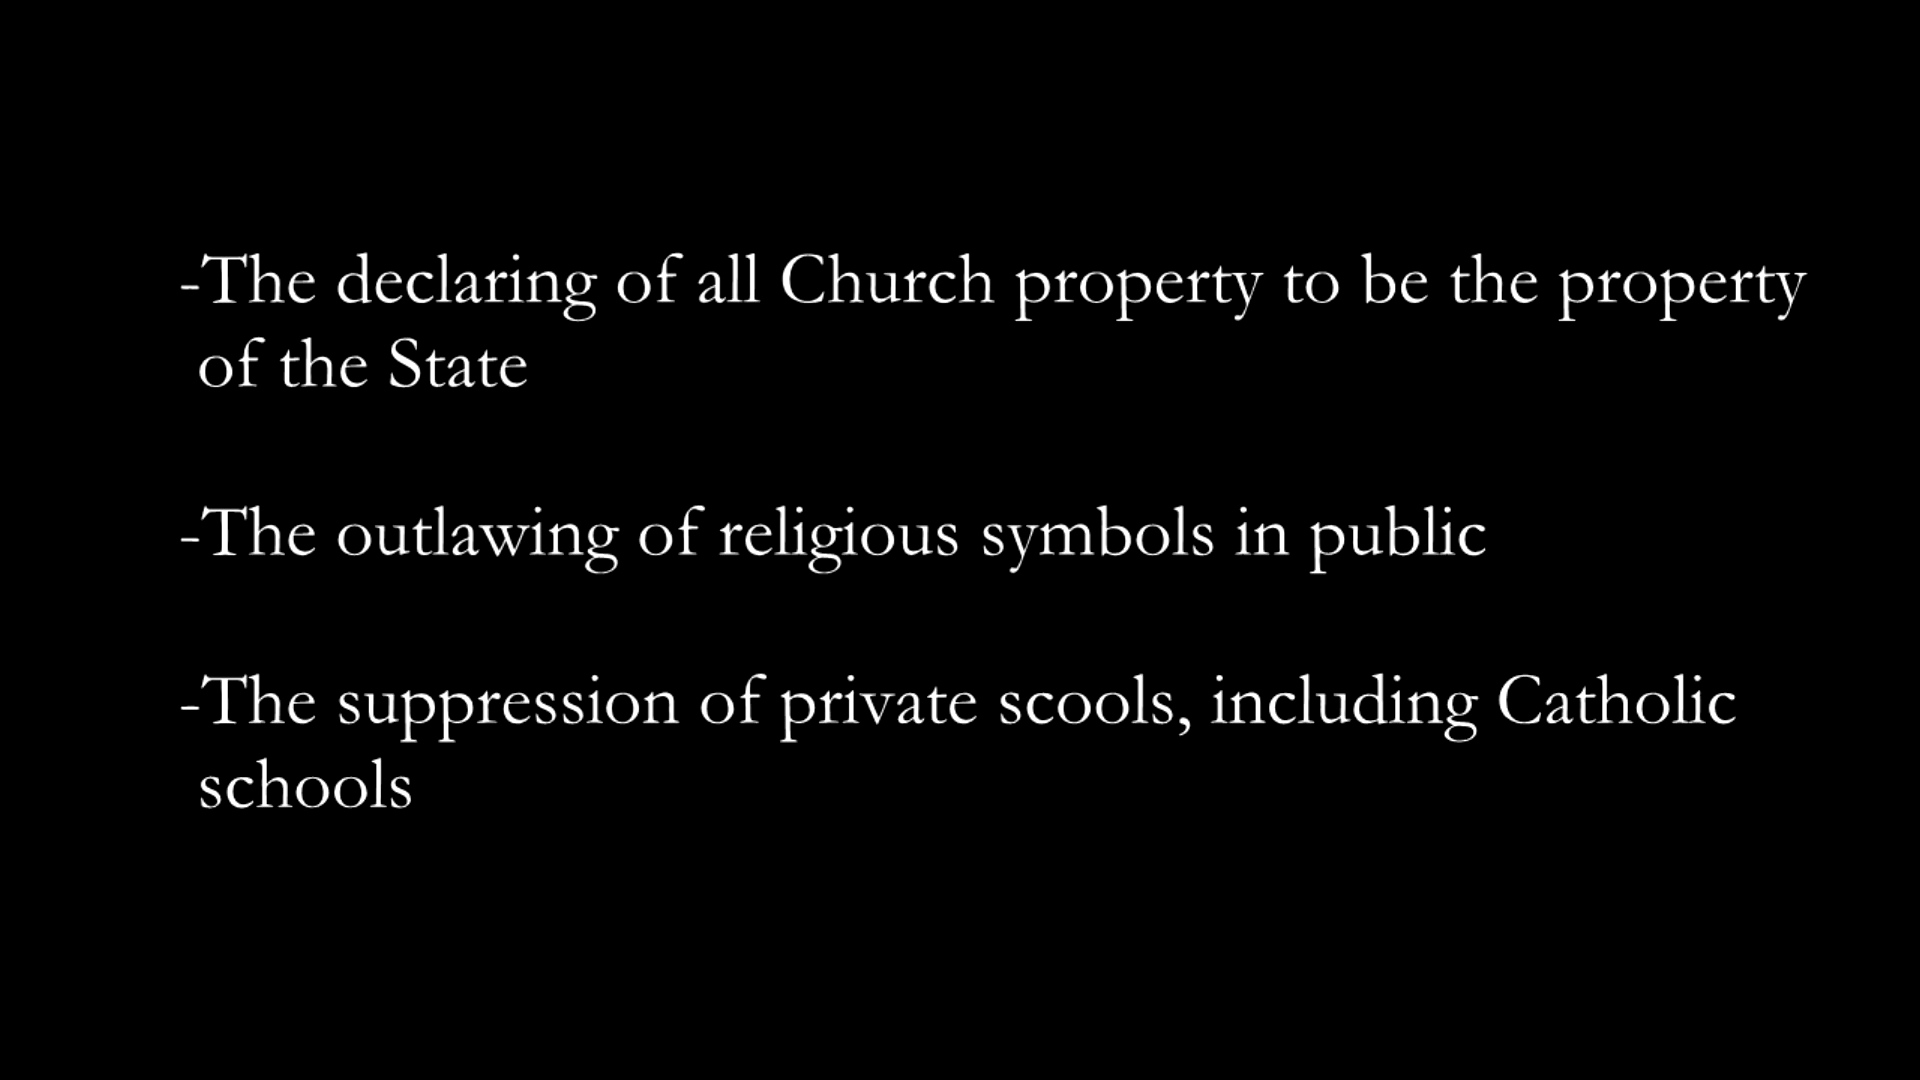 -The declaring of all Church property to be the property
of the State
-The outlawing of religious symbols in public
-The suppression of private scools, including Catholic
schools